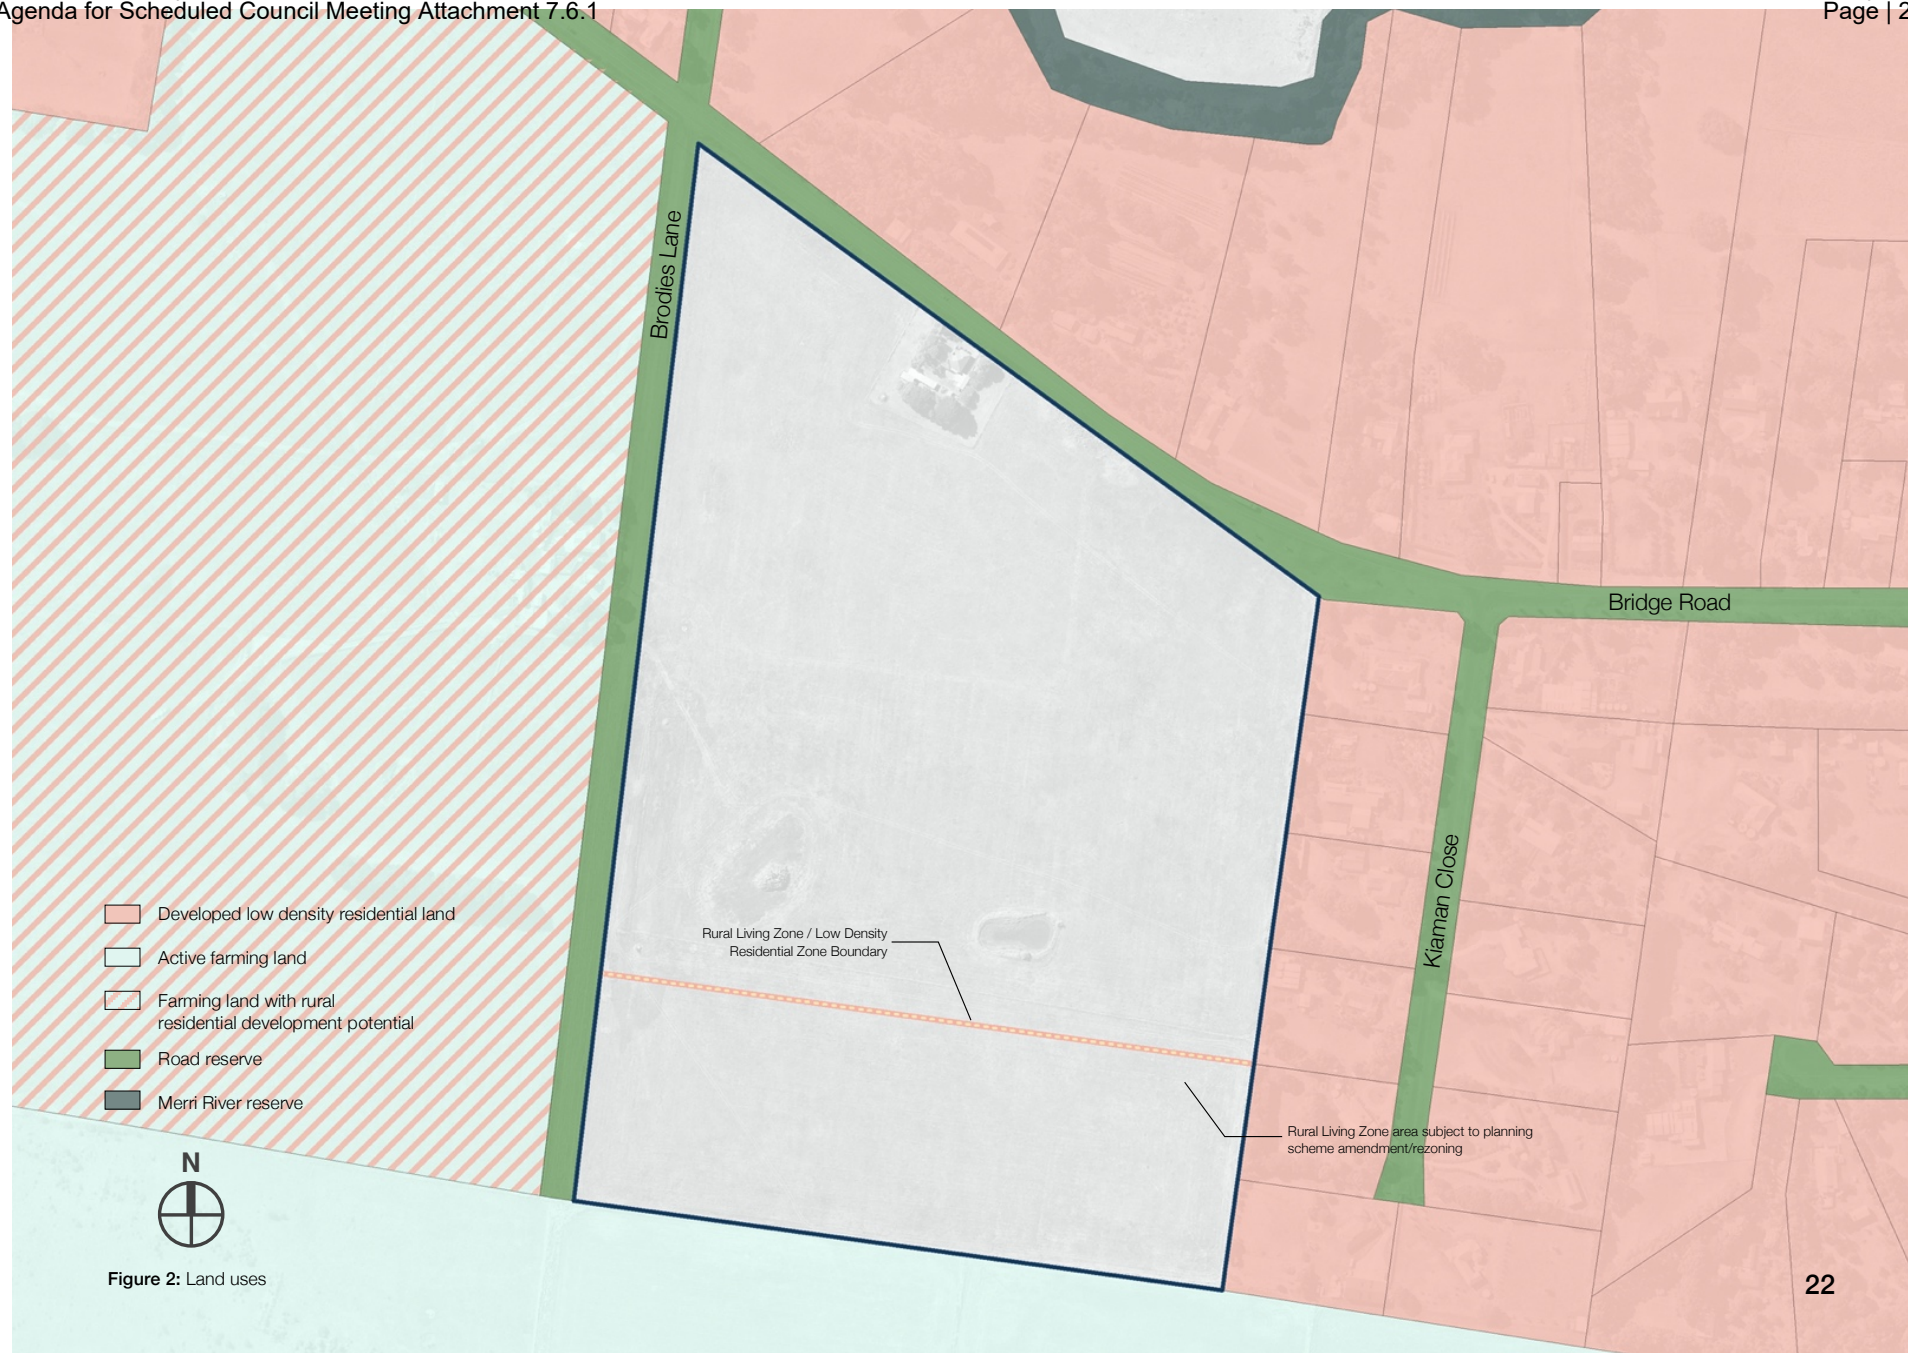 Agenda for Scheduled Council Meeting Attachment 7.6.1
Page | 2
Brodies Lane
Bridge Road
Kiaman Close
Rural Living Zone / Low Density
Residential Zone Boundary
Rural Living Zone area subject to planning
scheme amendment/rezoning
Developed low density residential land
Active farming land
Farming land with rural
residential development potential
Road reserve
Merri River reserve
N
Figure 2: Land uses
22